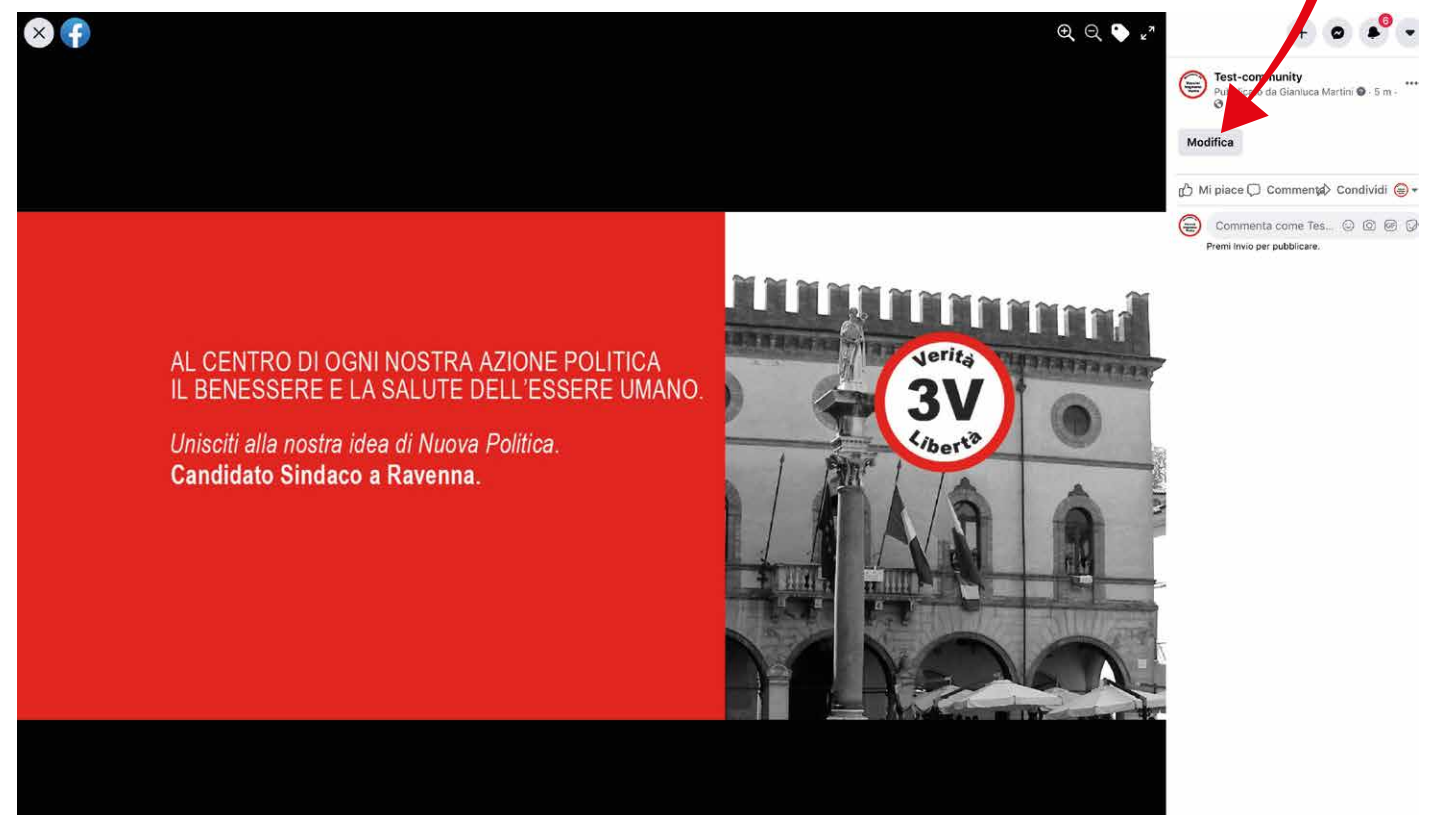 6
Test-community
da Gianluca Martini · 5 m ·
Modifica
Mi piace Commenta Condividi
Commenta come Tes...
GIF
Premi Invio per pubblicare.
AL CENTRO DI OGNI NOSTRA AZIONE POLITICA
IL BENESSERE E LA SALUTE DELL'ESSERE UMANO.
Unisciti alla nostra idea di Nuova Politica.
Candidato Sindaco a Ravenna.
Verità
3V
Libertà